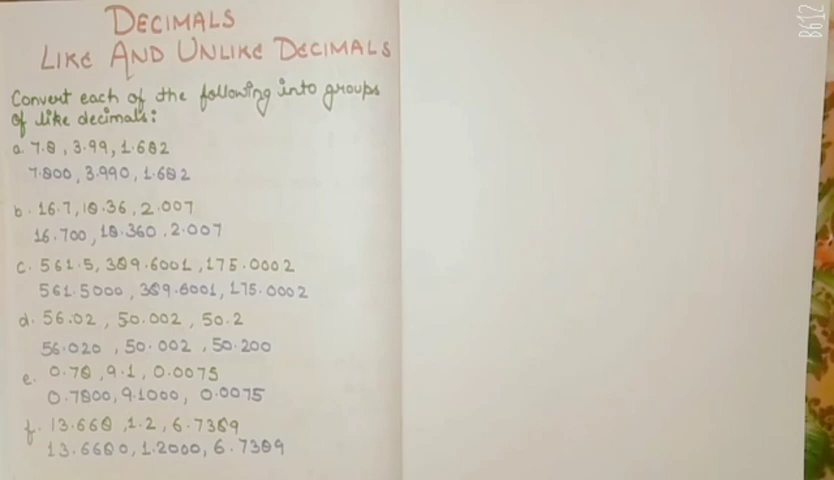 DECIMALS
LIKE AND UNLIKE DECIMALS
Convert each of the following into groups
of like decimals:
a. 7.8, 3.99, 1.682
7.800, 3.990, 1.682
b. 16.7, 18.36, 2.007
16.700, 18.360, 2.007
c. 561.5, 389.6001, 175.0002
561.5000, 389.6001, 175.0002
d. 56.02, 50.002, 50.2
56.020, 50.002, 50.200
e. 0.78, 9.1, 0.0075
0.7800, 9.1000, 0.0075
f. 13.668, 1.2, 6.7389
13.6680, 1.2000, 6.7389
B612